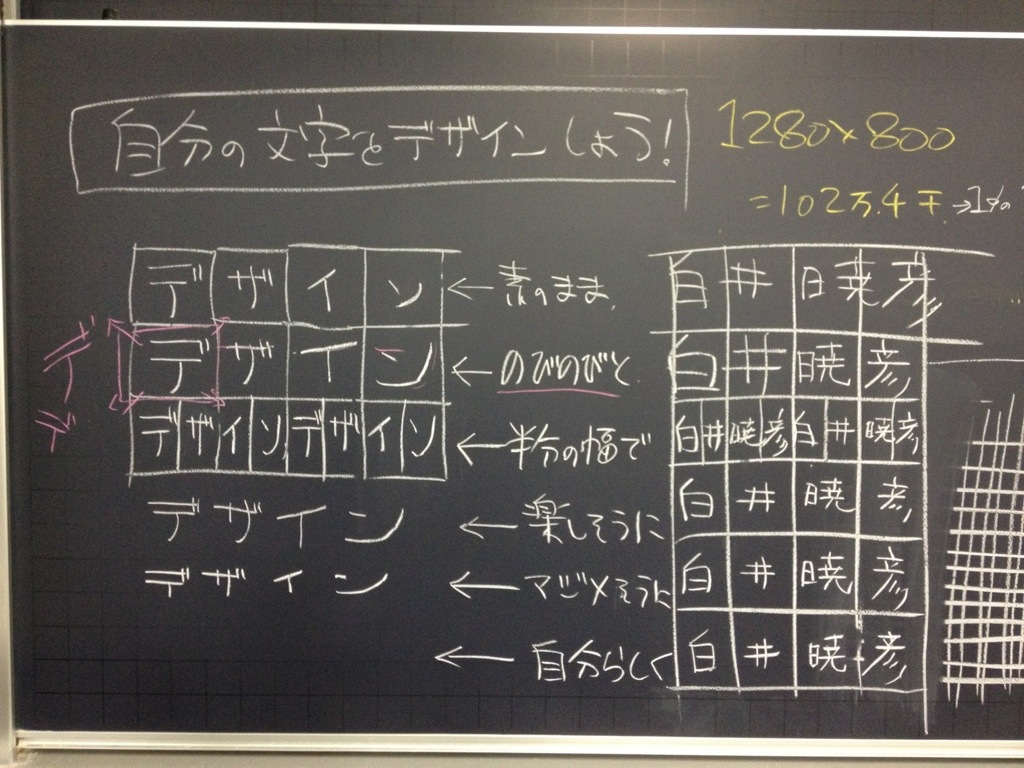 自分の文字をデザインしよう!
1280×800
=102万.4千→1%の
デザイン ←素のまま 白井日暁彦
デザイン ←のびのびと 白井暁彦
デザインデザイン ←半分の幅で 白井暁彦白井暁彦
デザイン ←楽しそうに 白井暁彦
デザイン ←マジメそうに 白井暁彦
←自分らしく 白井暁彦
デ
デ